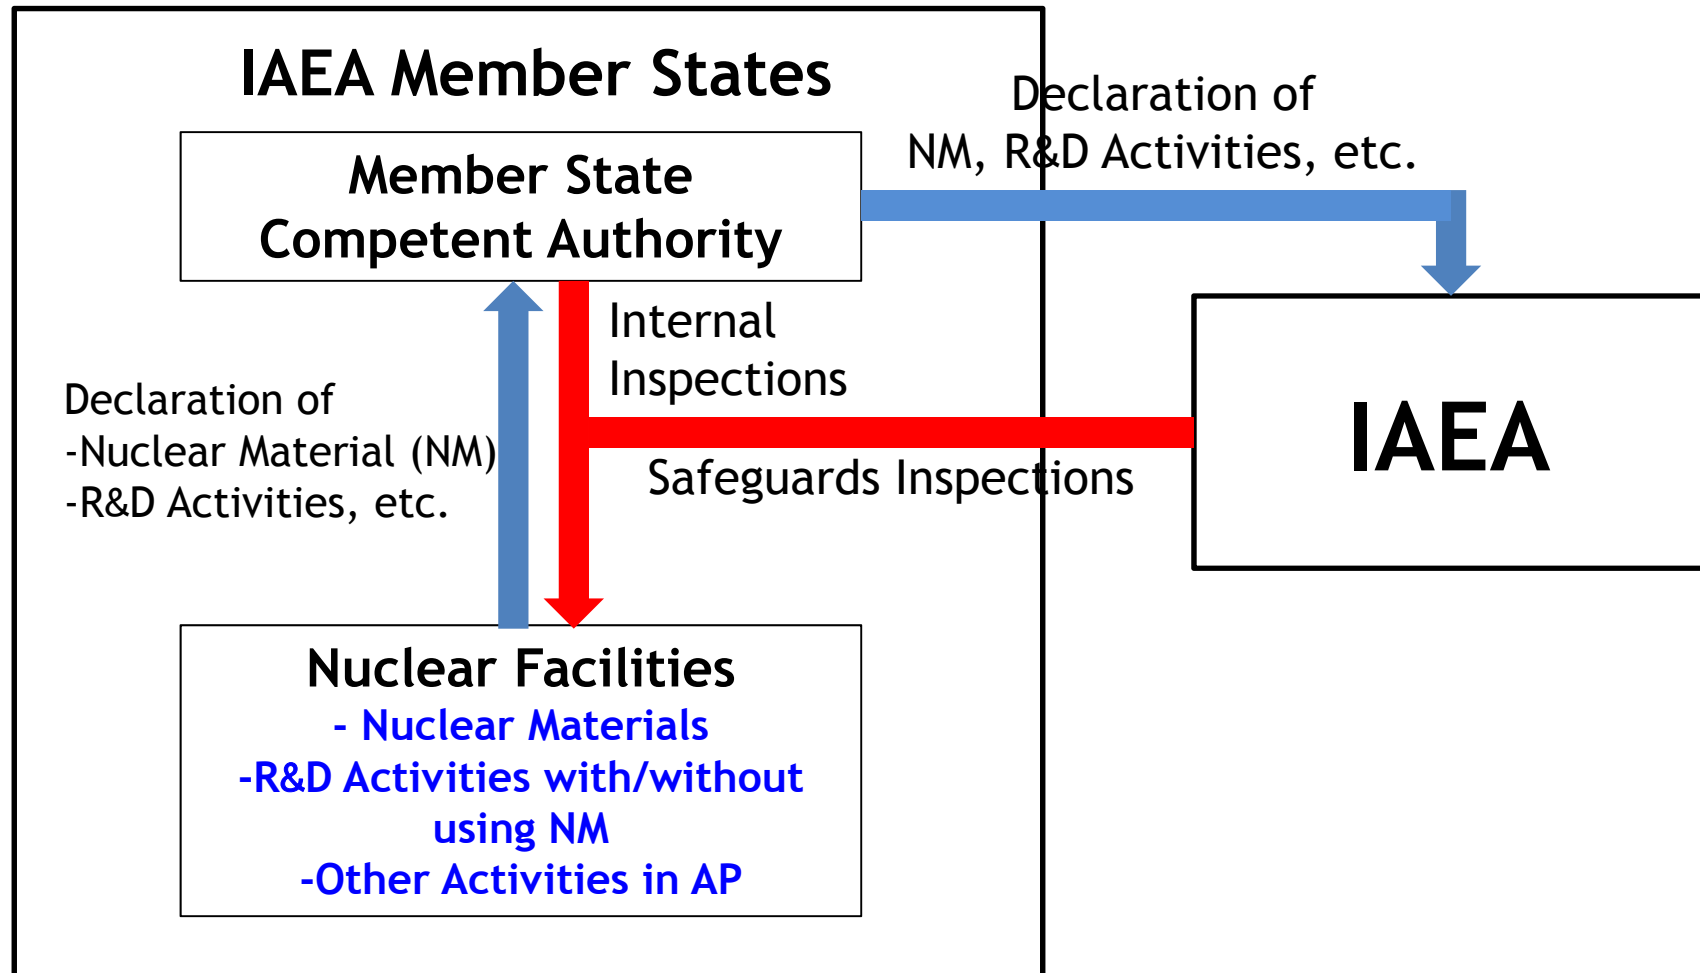 IAEA Member States
Member State
Competent Authority
Declaration of
NM, R&D Activities, etc.
Internal
Inspections
Declaration of
-Nuclear Material (NM)
-R&D Activities, etc.
Safeguards Inspections
IAEA
Nuclear Facilities
- Nuclear Materials
-R&D Activities with/without
using NM
-Other Activities in AP